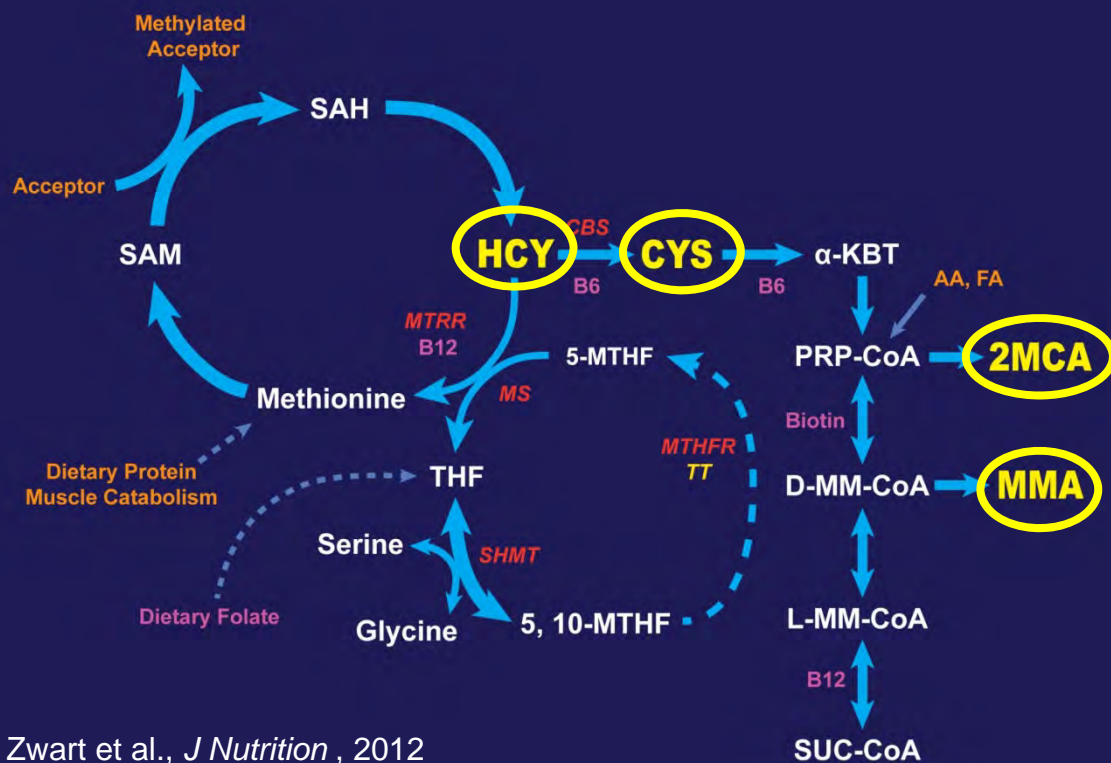 Methylated
Acceptor
SAH
Acceptor
SAM
HCY
CBS
B6
CYS
B6
α-KBT
AA, FA
MTRR
B12
5-MTHF
PRP-CoA
2MCA
Methionine
MS
Biotin
MTHFR
TT
Dietary Protein
Muscle Catabolism
THF
D-MM-CoA
MMA
Serine
SHMT
Dietary Folate
Glycine
5, 10-MTHF
L-MM-CoA
B12
Zwart et al., J Nutrition , 2012
SUC-CoA